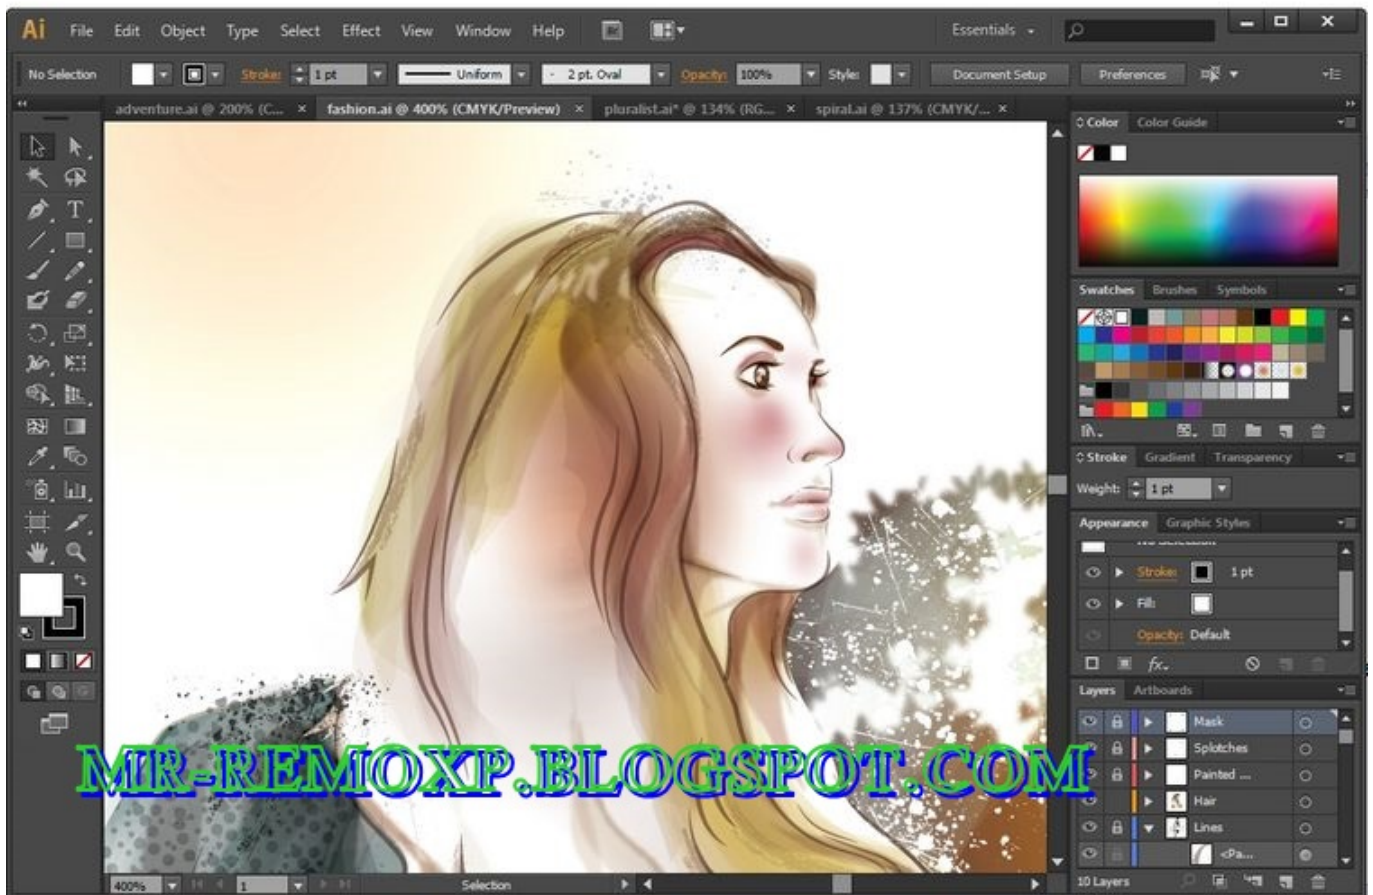 Ai File Edit Object Type Select Effect View Window Help Essentials
No Selection Stroke: 1 pt Uniform 2 pt. Oval Opacity: 100% Style: Document Setup Preferences
adventure.ai @ 200% (C... × fashion.ai @ 400% (CMYK/Preview) × pluralist.ai* @ 134% (RG... × spiral.ai @ 137% (CMYK/... ×
Color Color Guide
Swatches Brushes Symbols
Stroke Gradient Transparency
Weight: 1 pt
Appearance Graphic Styles
No Selection
Stroke: 1 pt
Fill:
Opacity: Default
fx
Layers Artboards
Mask
Splotches
Painted ...
Hair
Lines
<Pa...
10 Layers
MR-REMOXP.BLOGSPOT.COM
400% 1 Selection